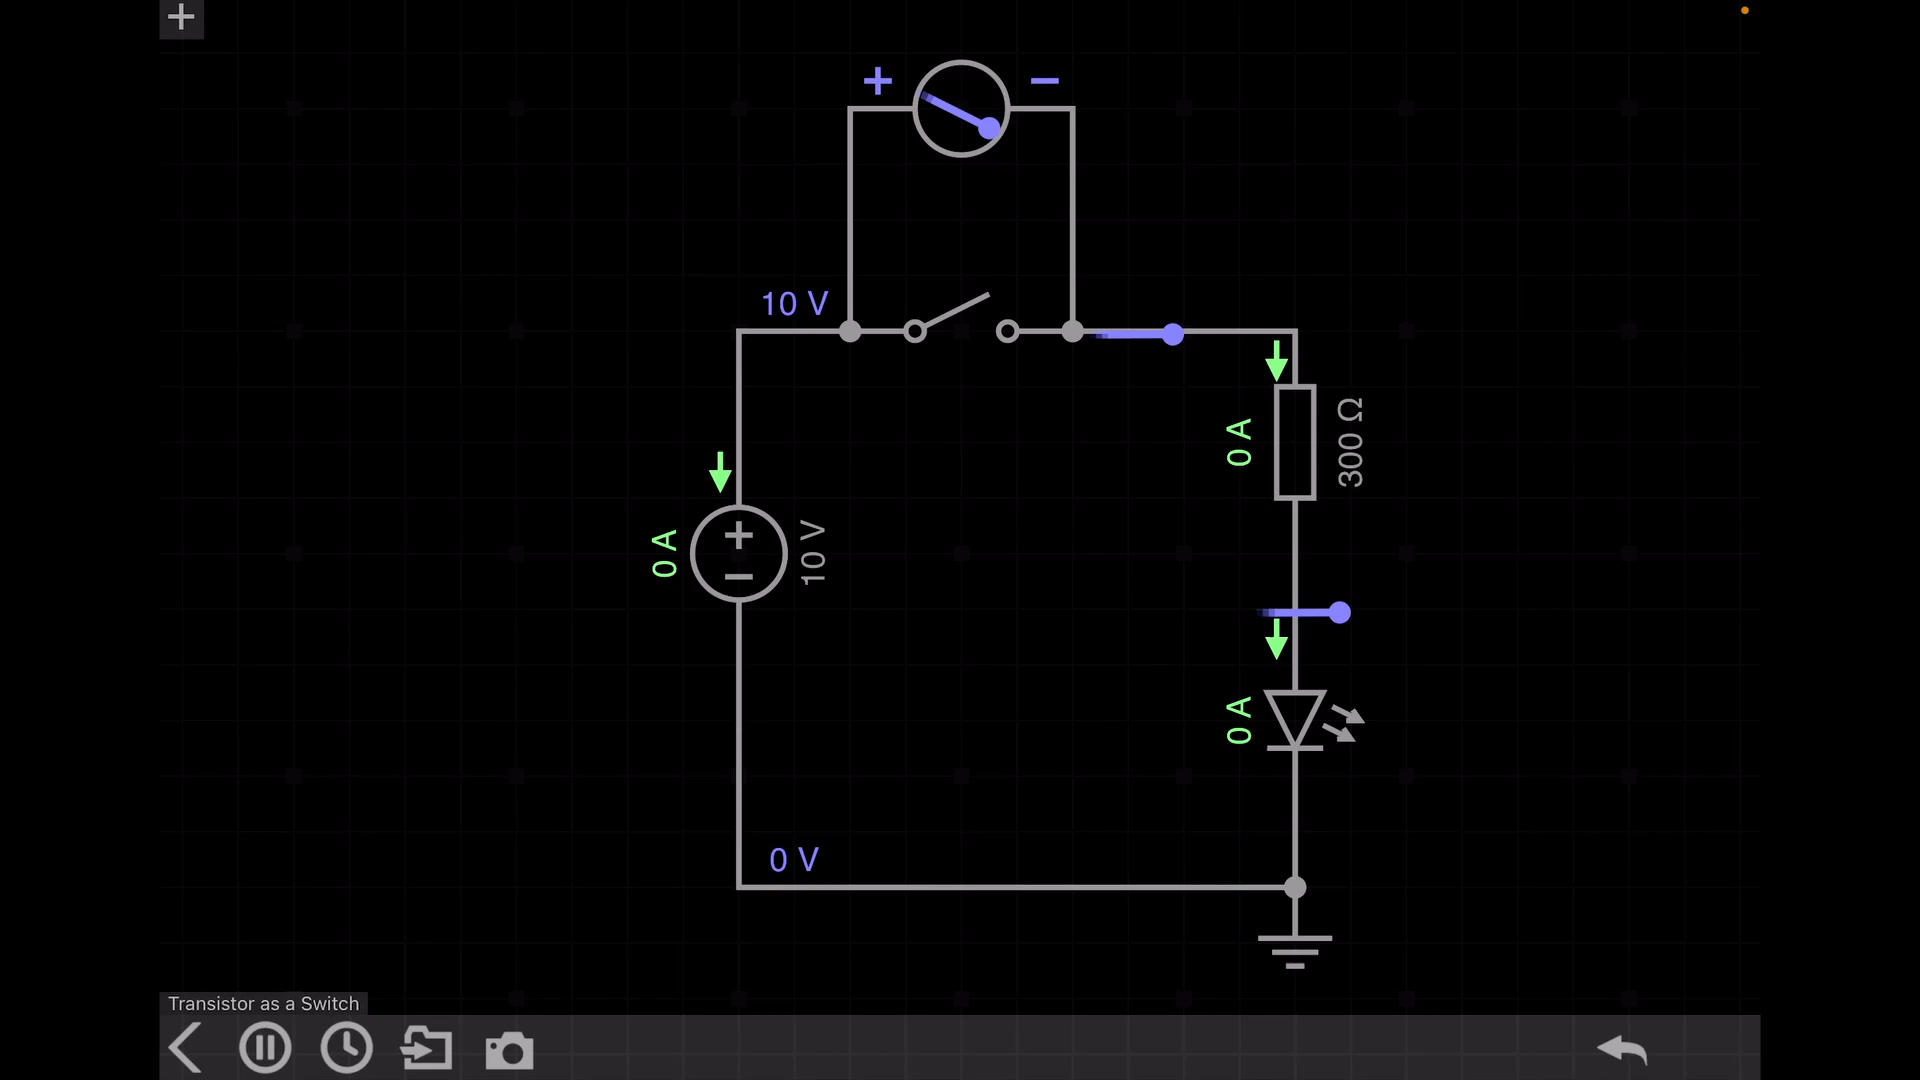 + −
10 V
0 A
300 Ω
0 A
10 V
0 A
0 V
Transistor as a Switch